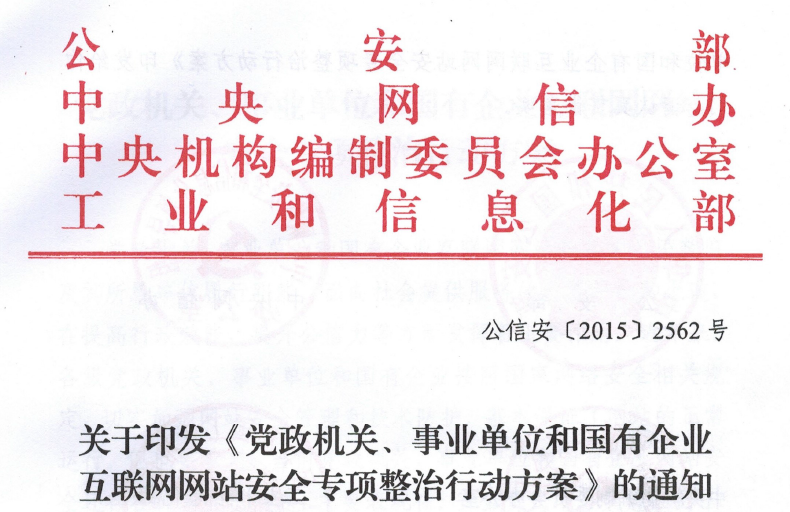 公安部
中央网信办
中央机构编制委员会办公室
工业和信息化部
公信安〔2015〕2562号
关于印发《党政机关、事业单位和国有企业
互联网网站安全专项整治行动方案》的通知